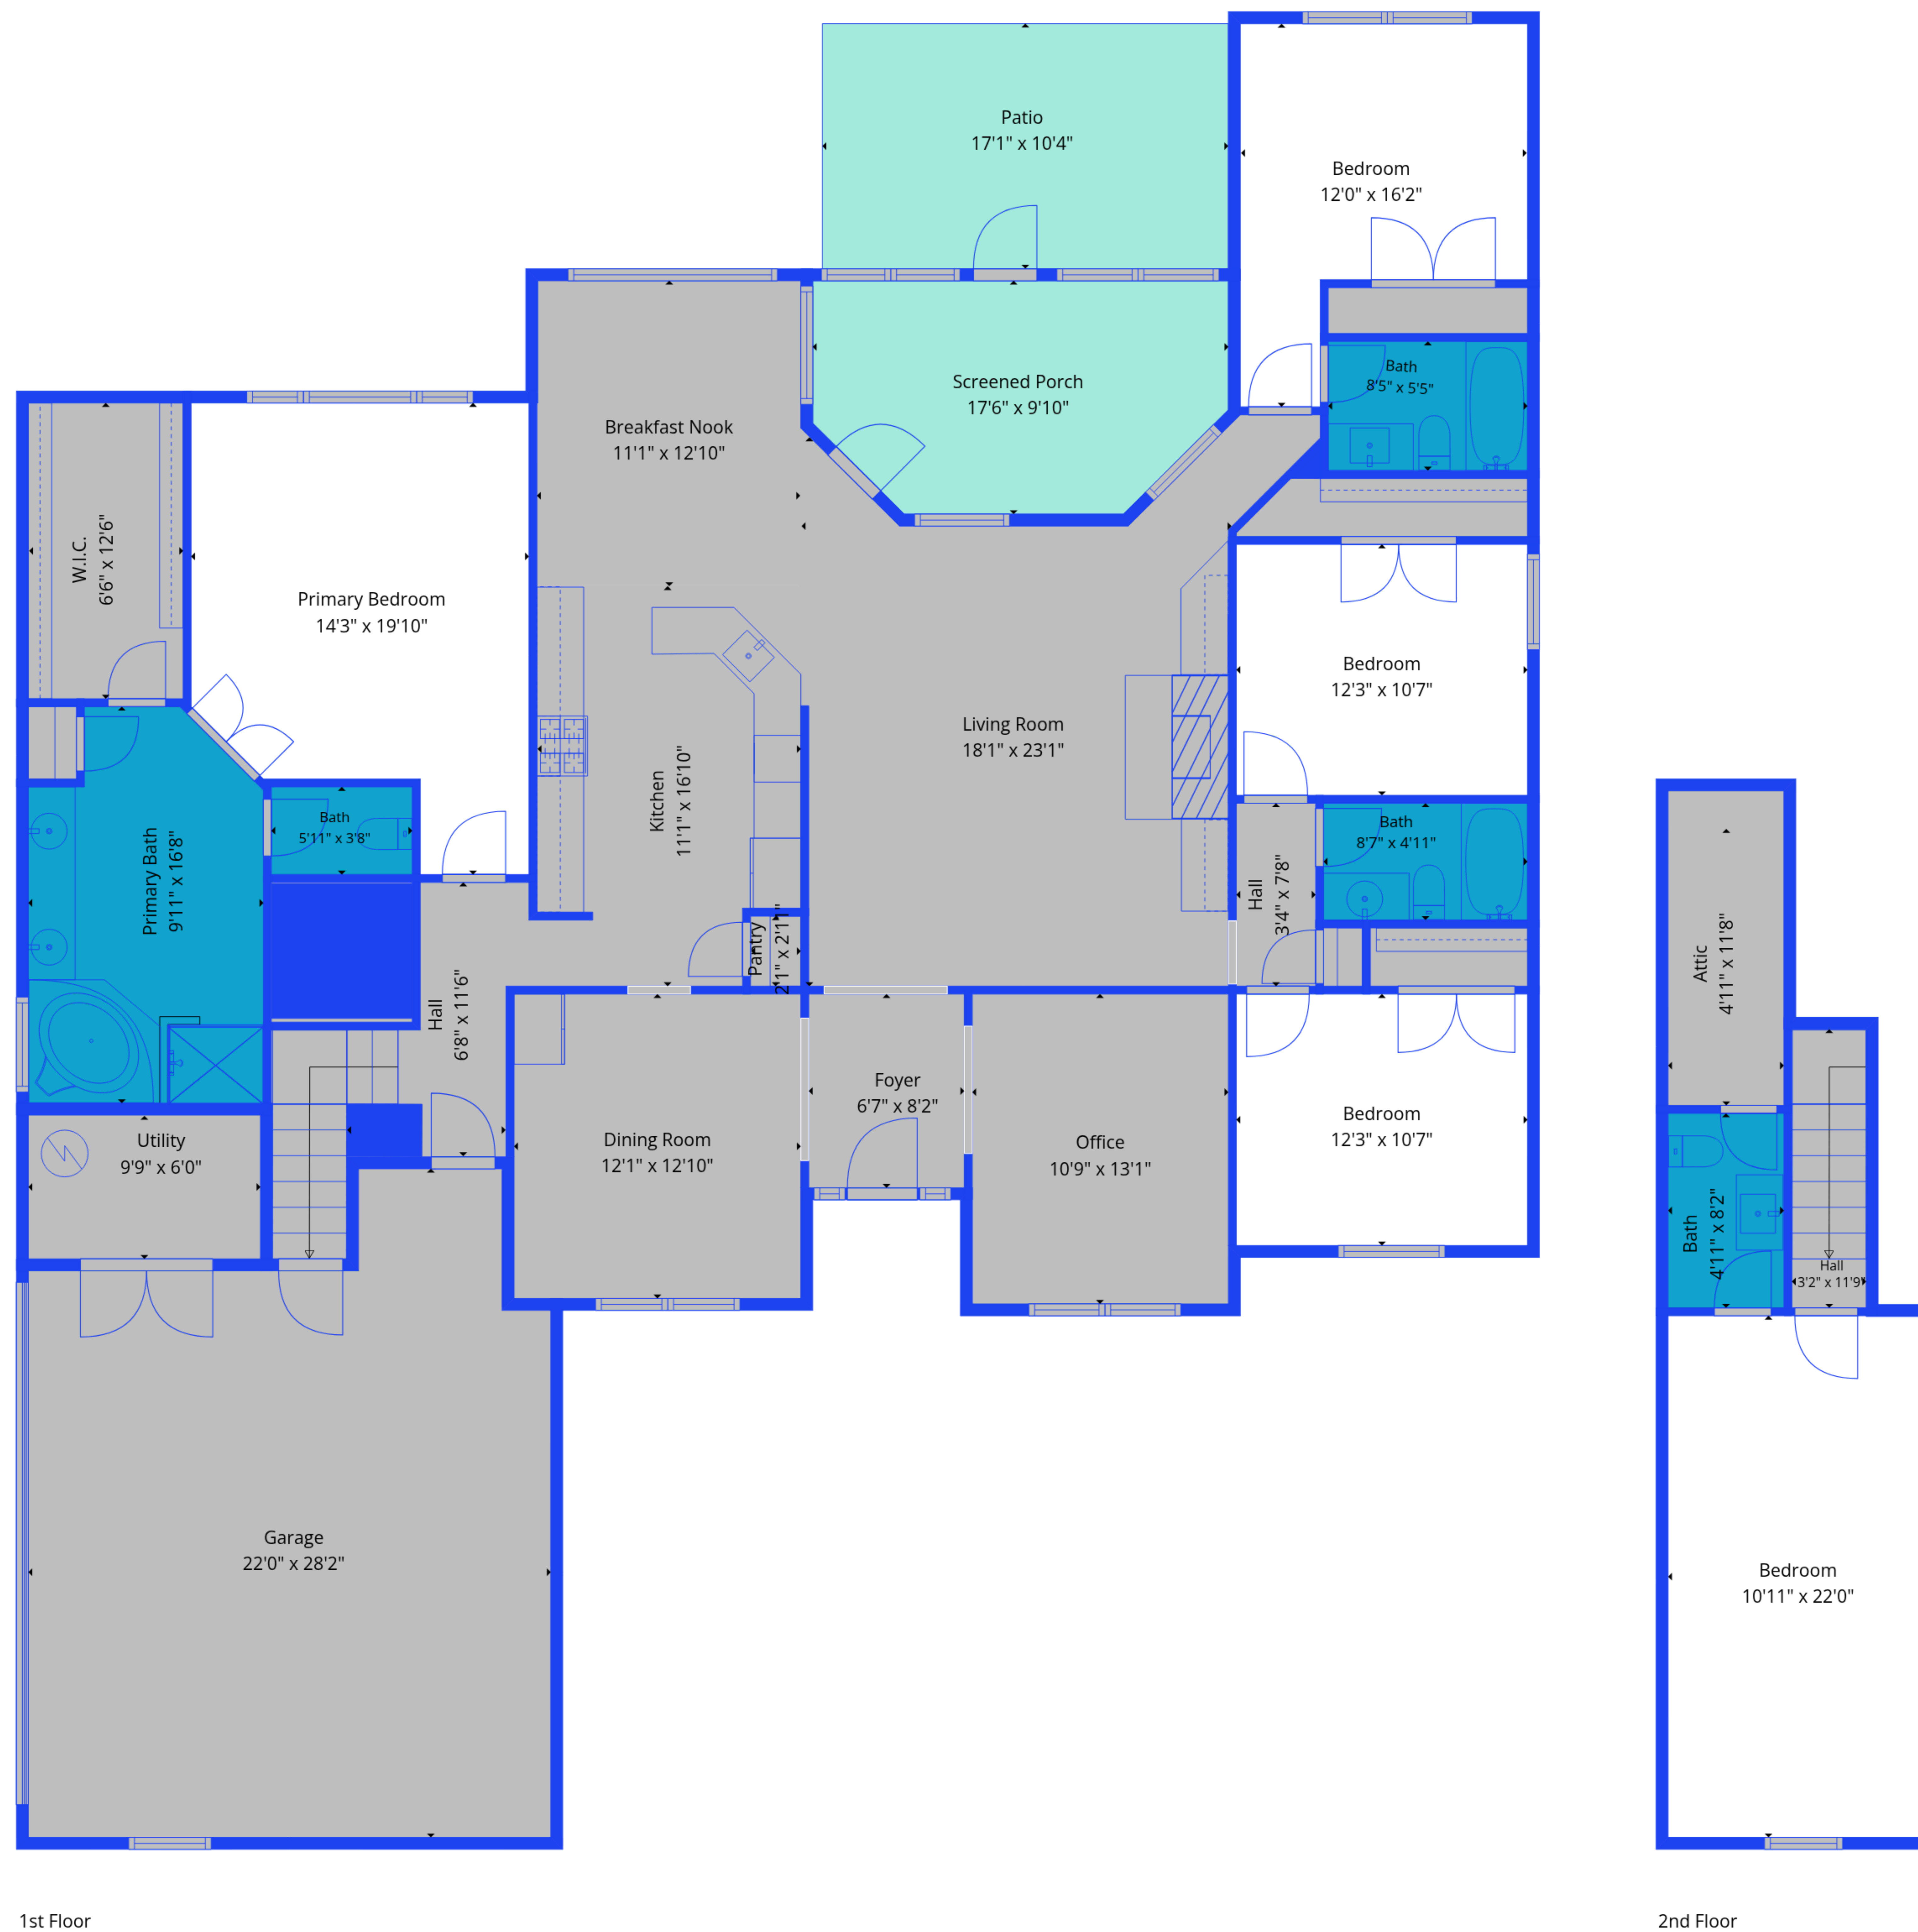 Patio
17'1" x 10'4"
Bedroom
12'0" x 16'2"
Screened Porch
17'6" x 9'10"
Bath
8'5" x 5'5"
Breakfast Nook
11'1" x 12'10"
W.I.C.
6'6" x 12'6"
Primary Bedroom
14'3" x 19'10"
Bedroom
12'3" x 10'7"
Living Room
18'1" x 23'1"
Kitchen
11'1" x 16'10"
Bath
5'11" x 3'8"
Primary Bath
9'11" x 16'8"
Bath
8'7" x 4'11"
Hall
3'4" x 7'8"
Pantry
2'1" x 2'11"
Hall
6'8" x 11'6"
Attic
4'11" x 11'8"
Foyer
6'7" x 8'2"
Utility
9'9" x 6'0"
Dining Room
12'1" x 12'10"
Office
10'9" x 13'1"
Bedroom
12'3" x 10'7"
Bath
4'11" x 8'2"
Hall
3'2" x 11'9"
Garage
22'0" x 28'2"
Bedroom
10'11" x 22'0"
1st Floor
2nd Floor